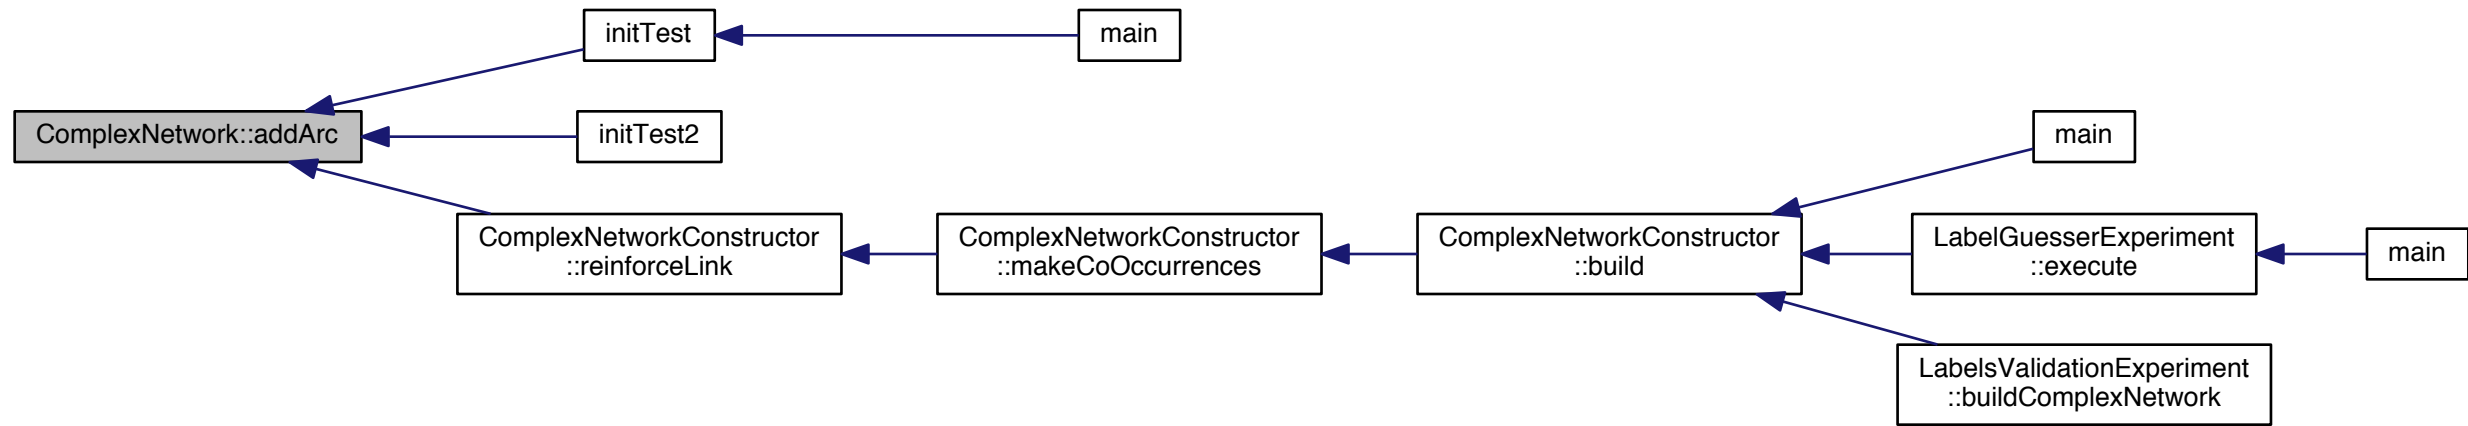 initTest
main
ComplexNetwork::addArc
initTest2
main
ComplexNetworkConstructor
::reinforceLink
ComplexNetworkConstructor
::makeCoOccurrences
ComplexNetworkConstructor
::build
LabelGuesserExperiment
::execute
main
LabelsValidationExperiment
::buildComplexNetwork